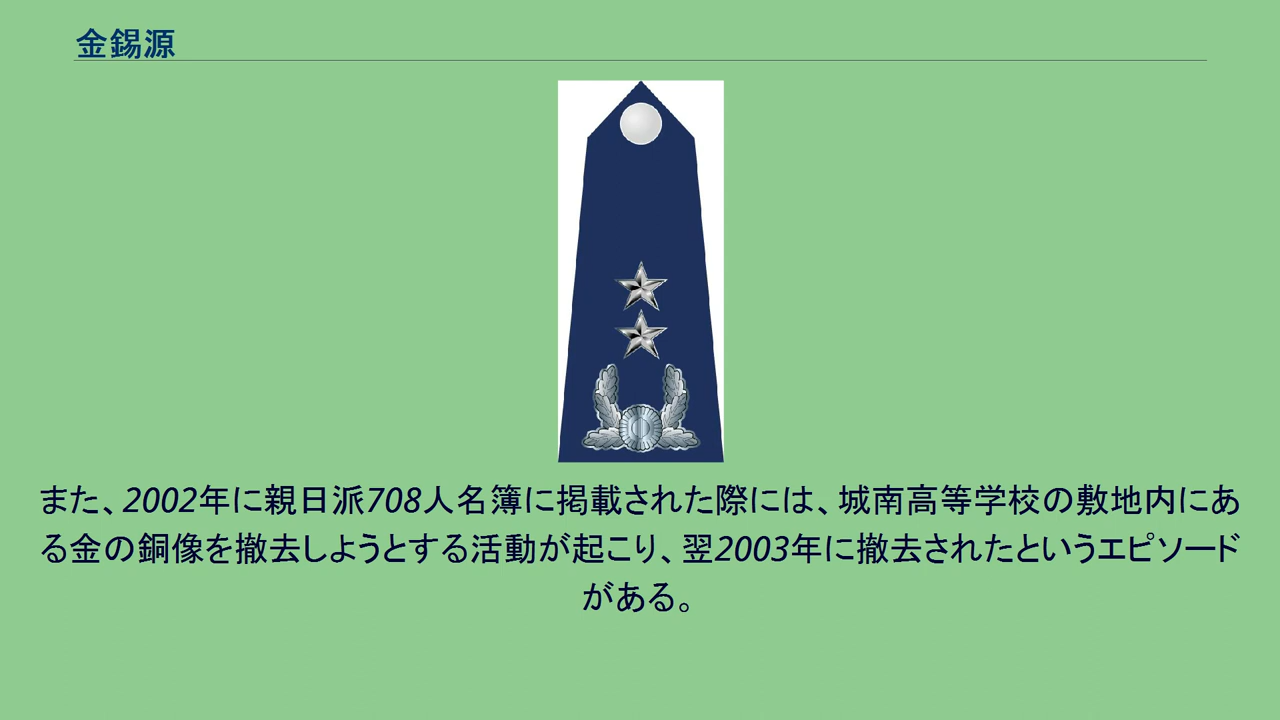 金錫源
また、2002年に親日派708人名簿に掲載された際には、城南高等学校の敷地内にあ
る金の銅像を撤去しようとする活動が起こり、翌2003年に撤去されたというエピソード
がある。